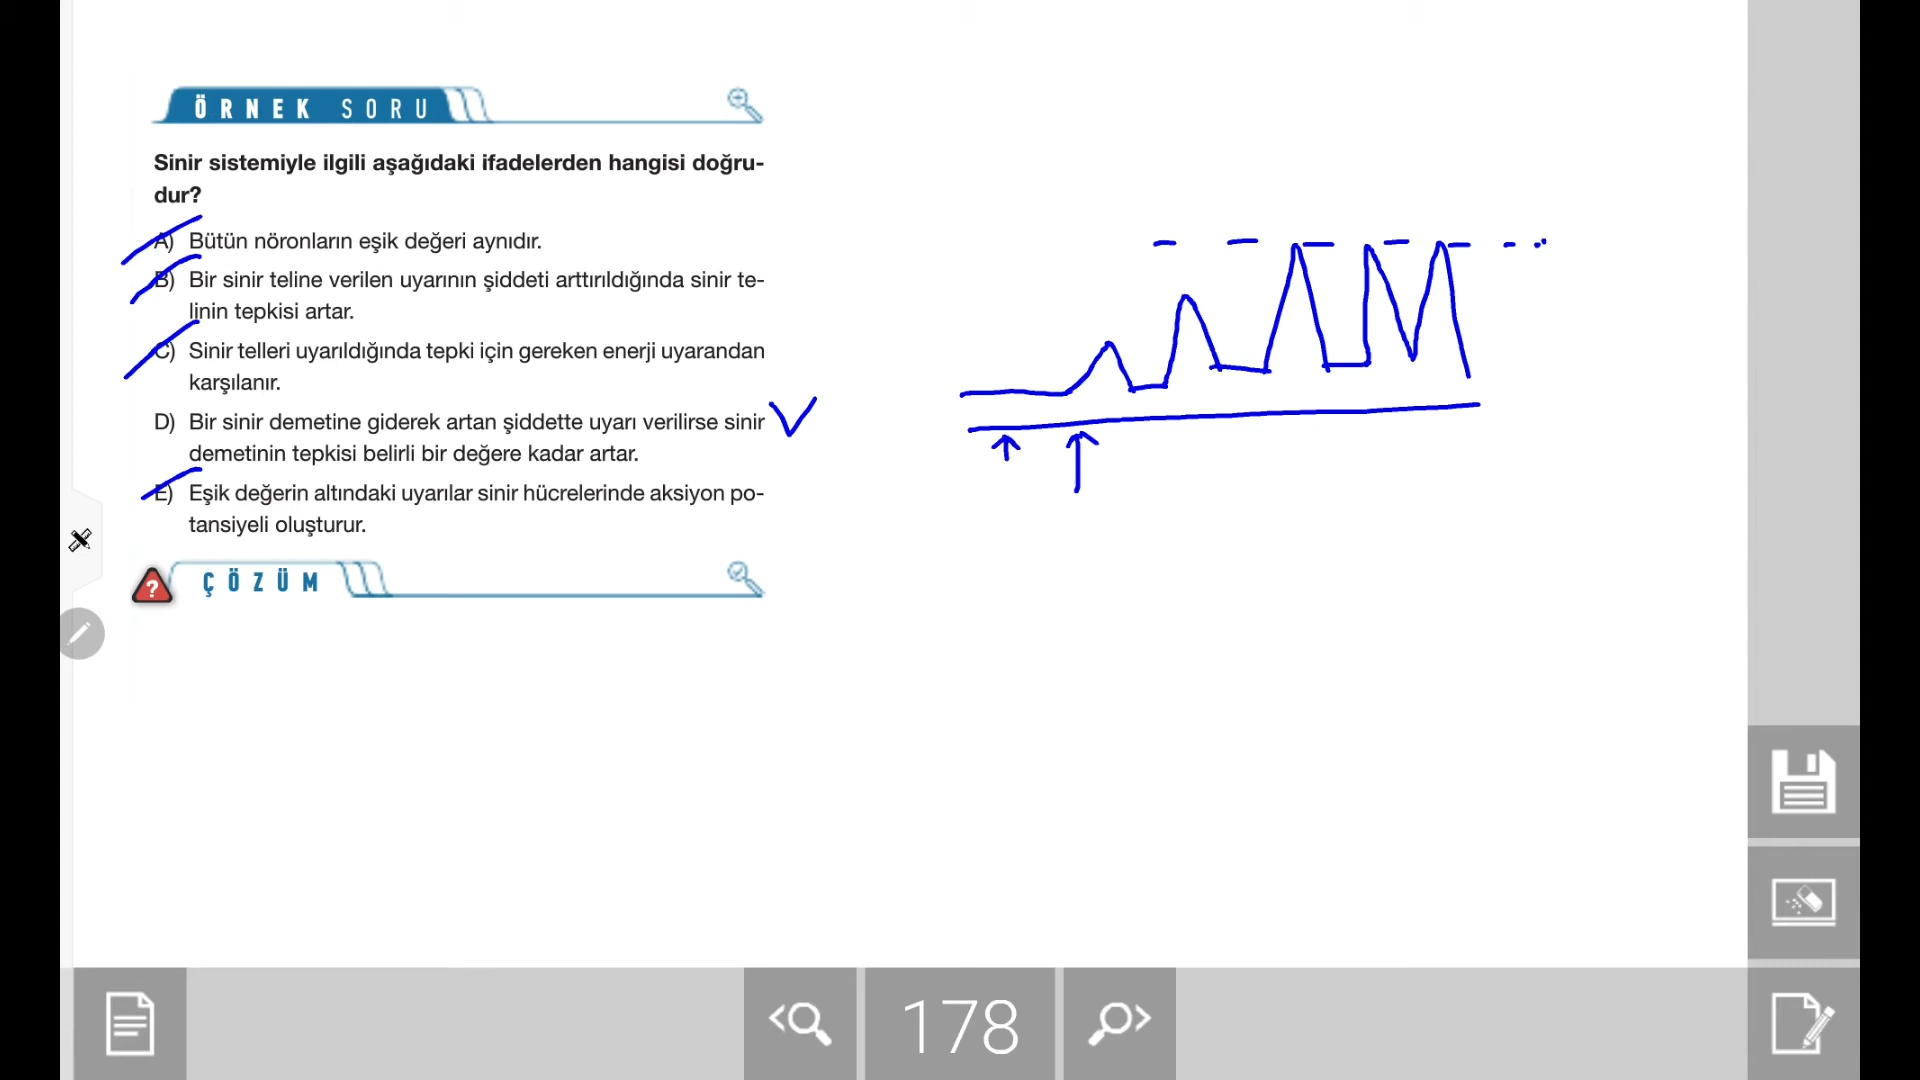 ÖRNEK SORU
Sinir sistemiyle ilgili aşağıdaki ifadelerden hangisi doğru-
dur?
A) Bütün nöronların eşik değeri aynıdır.
B) Bir sinir teline verilen uyarının şiddeti arttırıldığında sinir te-
linin tepkisi artar.
C) Sinir telleri uyarıldığında tepki için gereken enerji uyarandan
karşılanır.
D) Bir sinir demetine giderek artan şiddette uyarı verilirse sinir
demetinin tepkisi belirli bir değere kadar artar.
E) Eşik değerin altındaki uyarılar sinir hücrelerinde aksiyon po-
tansiyeli oluşturur.
? ÇÖZÜM
178